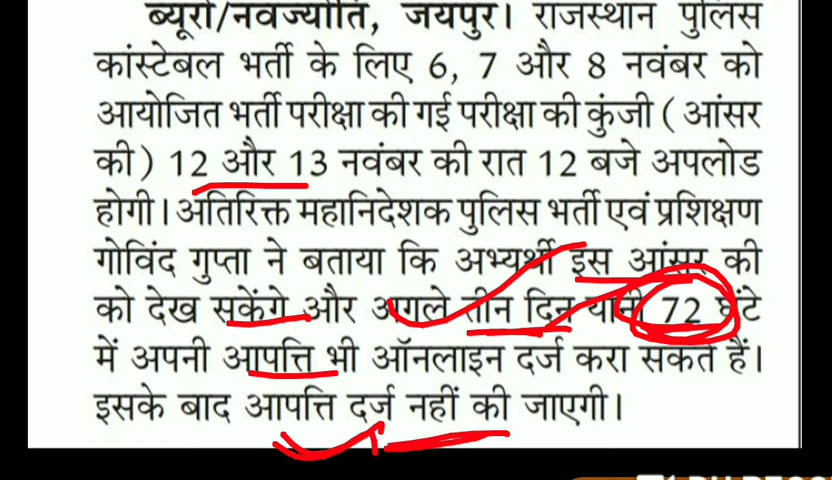 ब्यूरो/नवज्योति, जयपुर। राजस्थान पुलिस
कांस्टेबल भर्ती के लिए 6, 7 और 8 नवंबर को
आयोजित भर्ती परीक्षा की गई परीक्षा की कुंजी (आंसर
की) 12 और 13 नवंबर की रात 12 बजे अपलोड
होगी। अतिरिक्त महानिदेशक पुलिस भर्ती एवं प्रशिक्षण
गोविंद गुप्ता ने बताया कि अभ्यर्थी इस आंसर की
को देख सकेंगे और अगले तीन दिन यानी 72 घंटे
में अपनी आपत्ति भी ऑनलाइन दर्ज करा सकते हैं।
इसके बाद आपत्ति दर्ज नहीं की जाएगी।